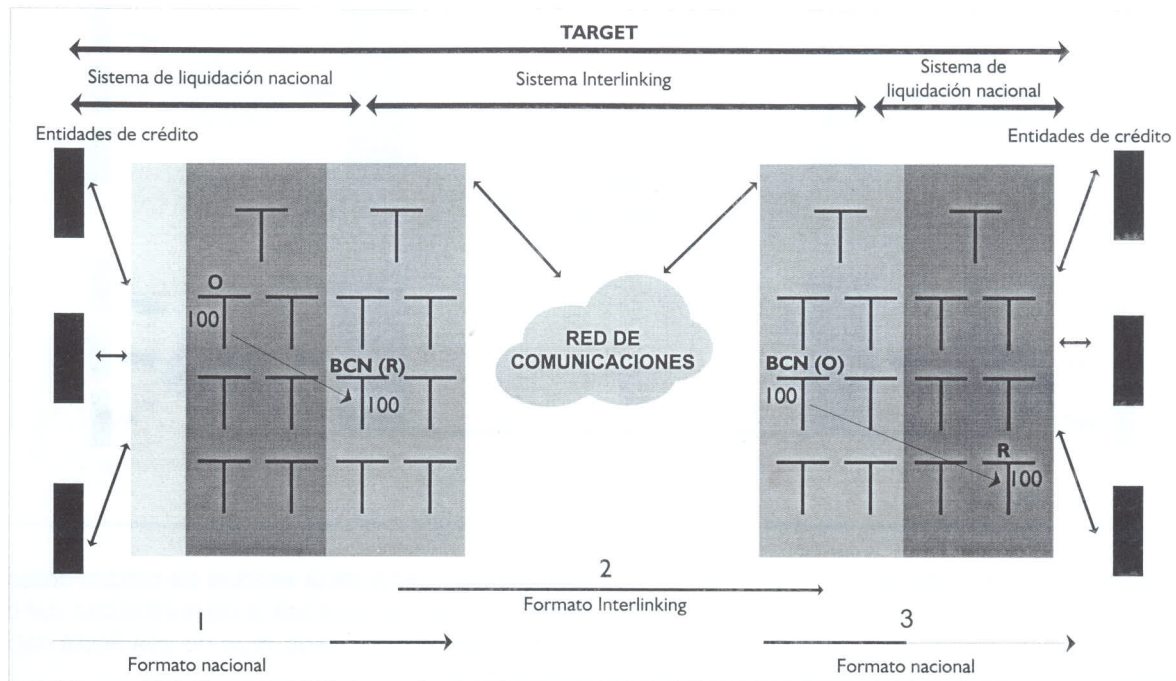 TARGET
Sistema de liquidación nacional
Sistema Interlinking
Sistema de
liquidación nacional
Entidades de crédito
Entidades de crédito
O
100
BCN (R)
100
RED DE
COMUNICACIONES
BCN (O)
100
R
100
2
Formato Interlinking
1
Formato nacional
3
Formato nacional